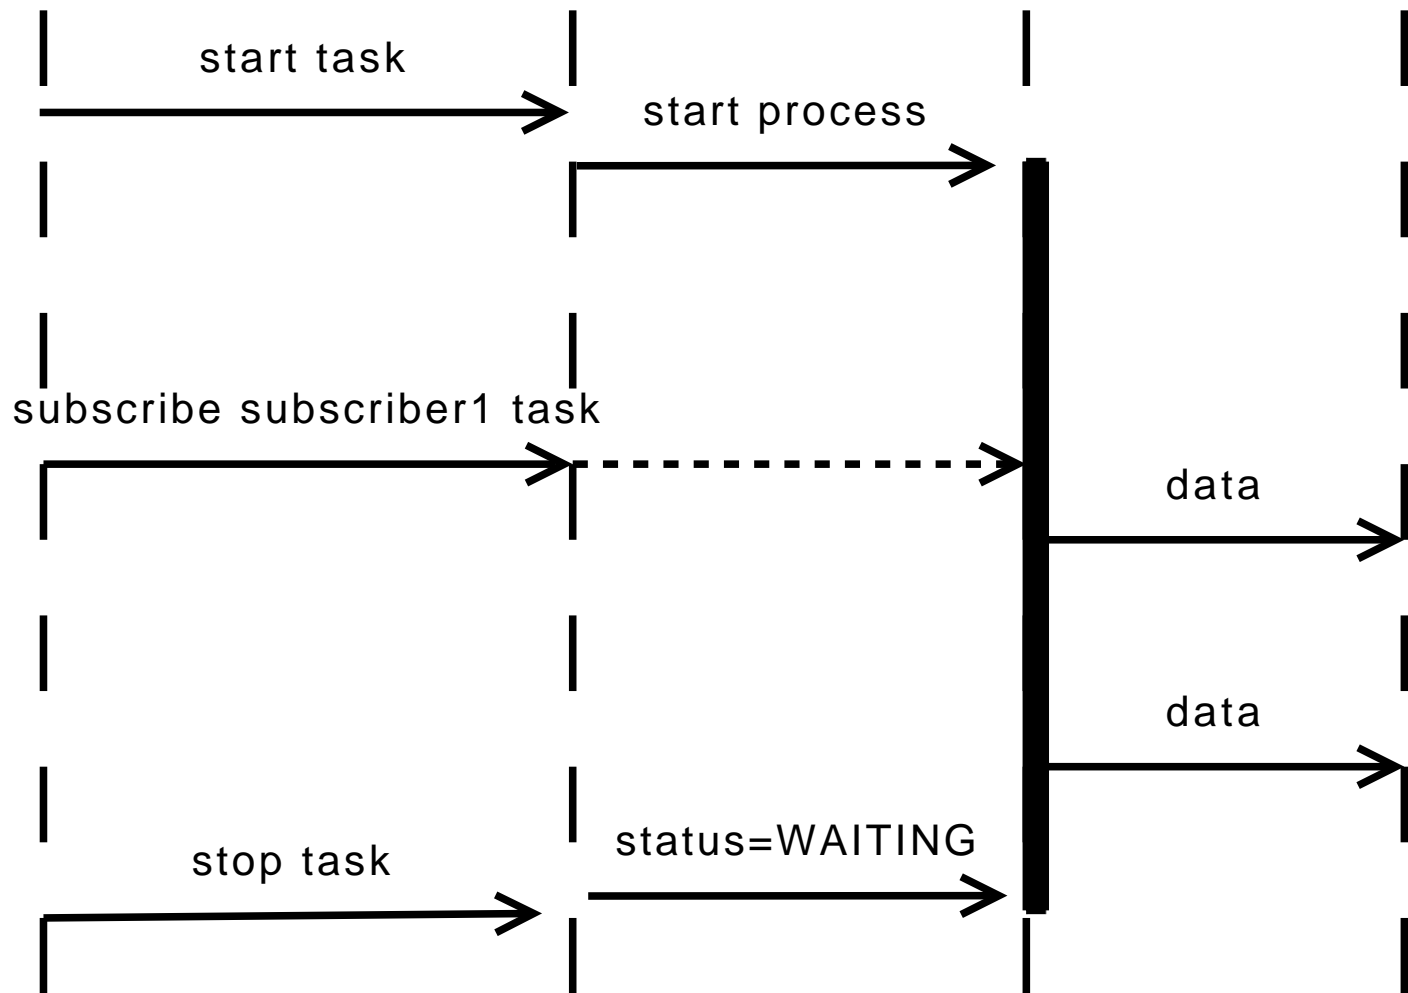 start task
start process
subscribe subscriber1 task
data
data
status=WAITING
stop task